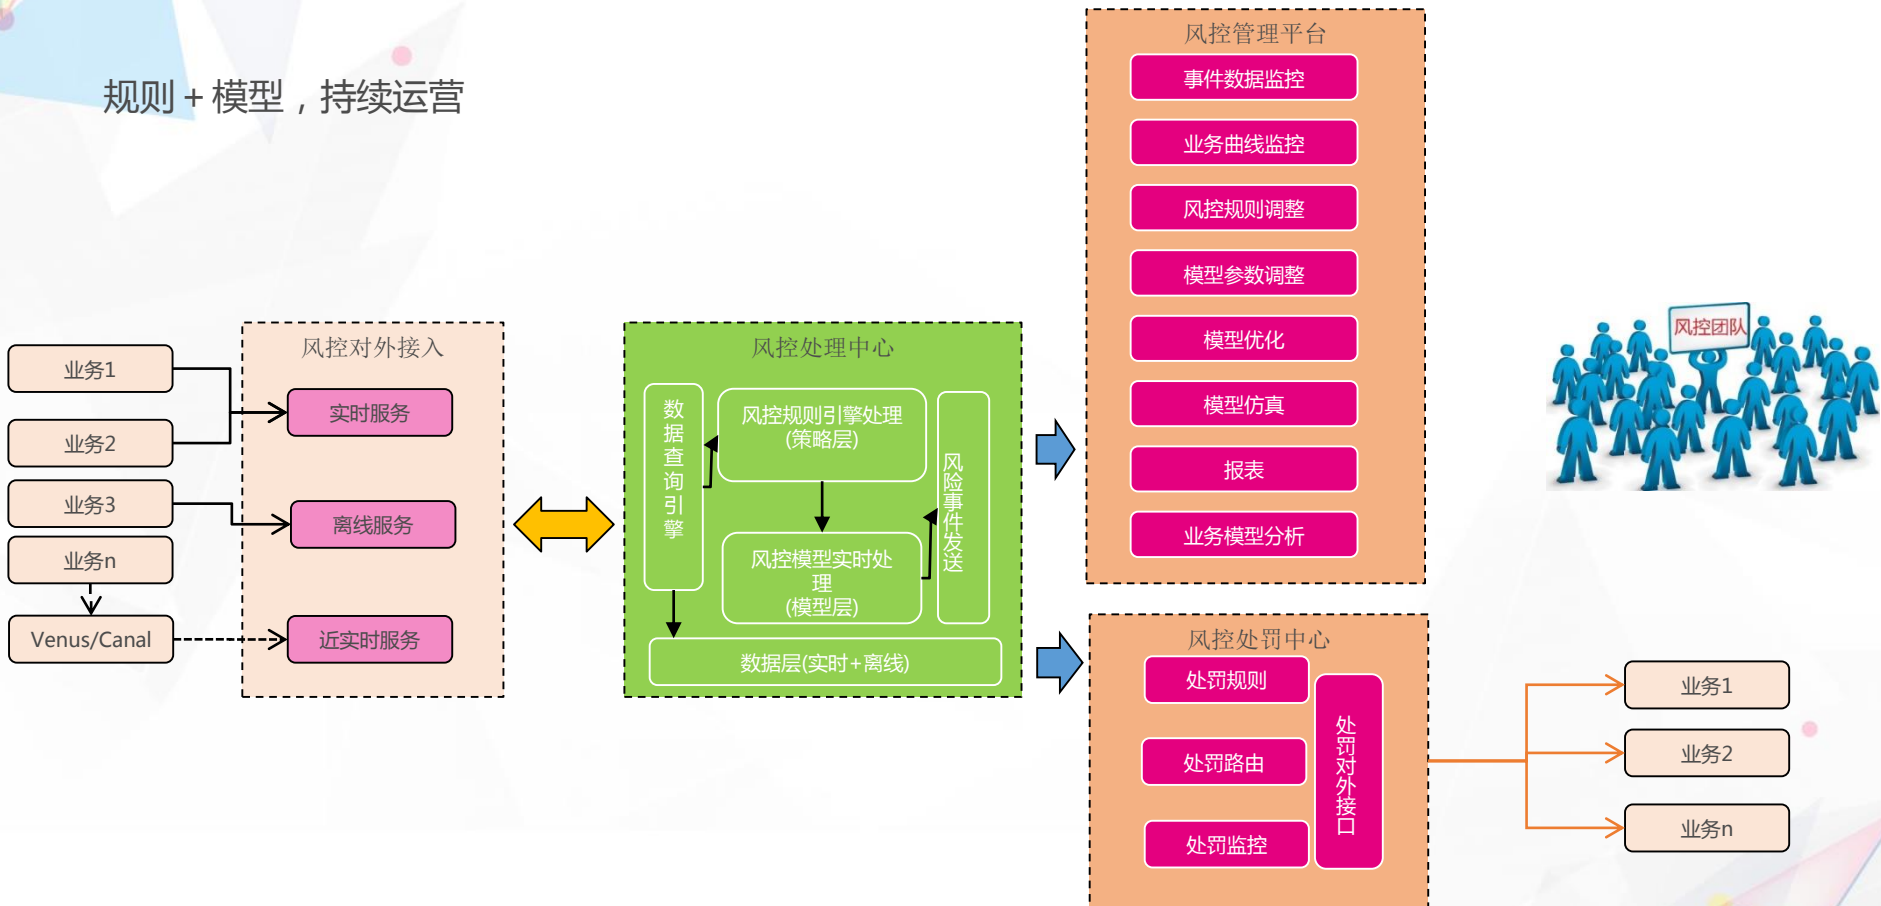 规则+模型，持续运营
业务1
业务2
业务3
业务n
Venus/Canal
风控对外接入
实时服务
离线服务
近实时服务
风控处理中心
数据查询引擎
风控规则引擎处理
(策略层)
风控模型实时处
理
(模型层)
风险事件发送
数据层(实时+离线)
风控管理平台
事件数据监控
业务曲线监控
风控规则调整
模型参数调整
模型优化
模型仿真
报表
业务模型分析
风控团队
风控处罚中心
处罚规则
处罚路由
处罚监控
处罚对外接口
业务1
业务2
业务n